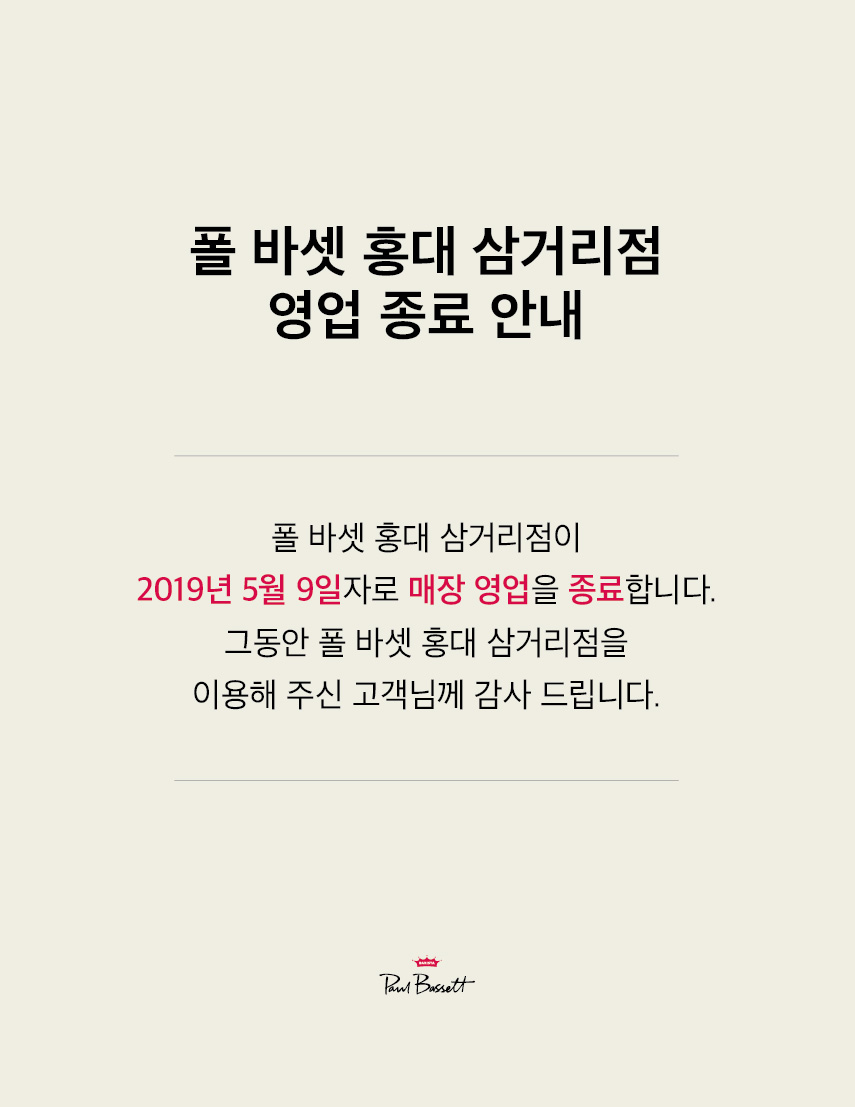 폴 바셋 홍대 삼거리점
영업 종료 안내
폴 바셋 홍대 삼거리점이
2019년 5월 9일자로 매장 영업을 종료합니다.
그동안 폴 바셋 홍대 삼거리점을
이용해 주신 고객님께 감사 드립니다.
Paul Bassett